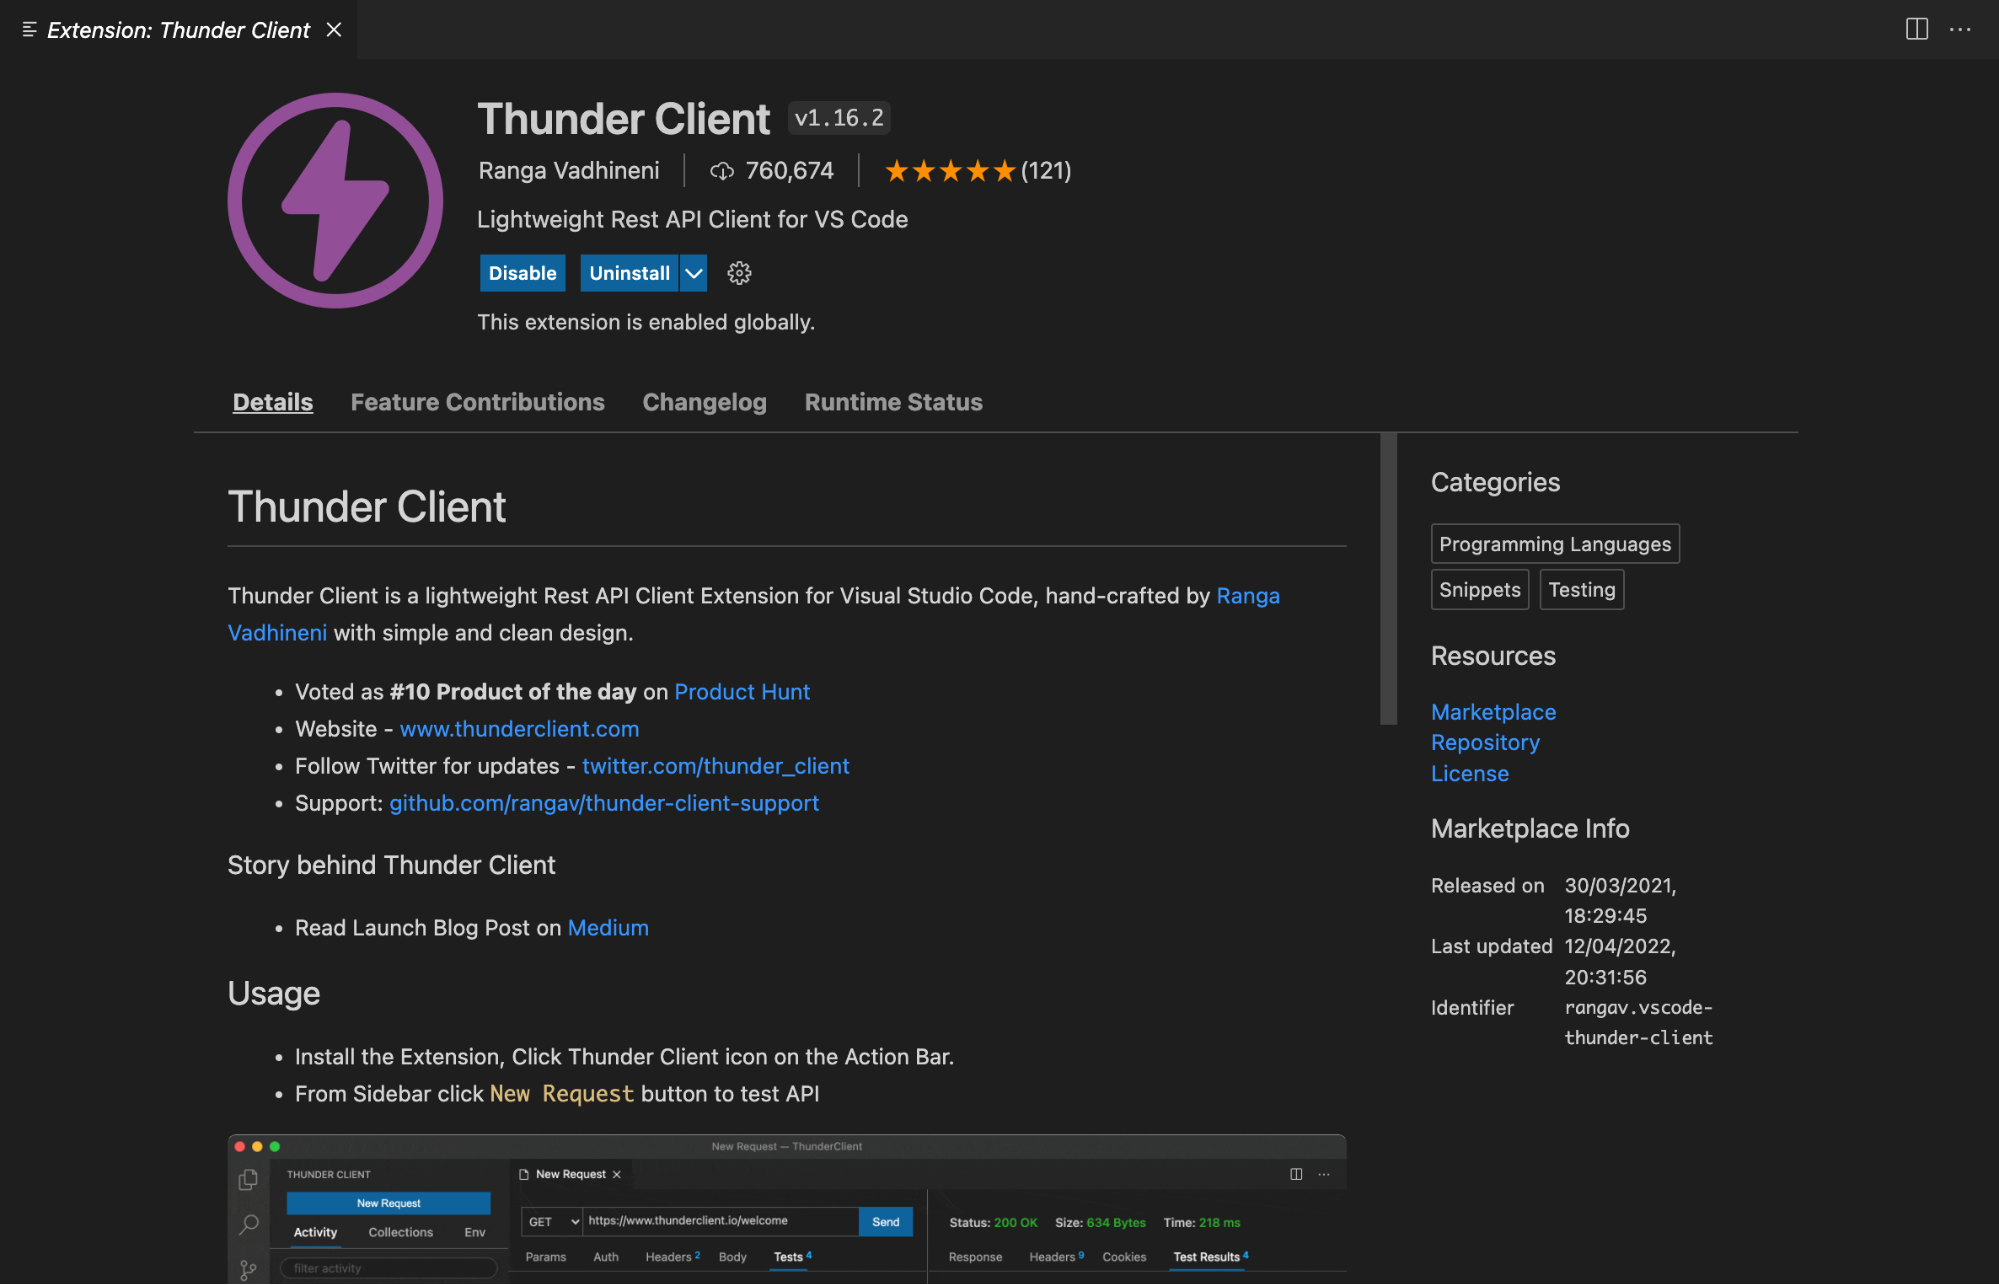 Extension: Thunder Client
Thunder Client v1.16.2
Ranga Vadhineni 760,674 ★★★★★(121)
Lightweight Rest API Client for VS Code
Disable Uninstall
This extension is enabled globally.
Details Feature Contributions Changelog Runtime Status
Thunder Client
Thunder Client is a lightweight Rest API Client Extension for Visual Studio Code, hand-crafted by Ranga
Vadhineni with simple and clean design.
• Voted as #10 Product of the day on Product Hunt
• Website - www.thunderclient.com
• Follow Twitter for updates - twitter.com/thunder_client
• Support: github.com/rangav/thunder-client-support
Story behind Thunder Client
• Read Launch Blog Post on Medium
Usage
• Install the Extension, Click Thunder Client icon on the Action Bar.
• From Sidebar click New Request button to test API
New Request — ThunderClient
THUNDER CLIENT
New Request
New Request
Activity Collections Env
filter activity
GET https://www.thunderclient.io/welcome Send
Params Auth Headers 2 Body Tests 4
Status: 200 OK Size: 634 Bytes Time: 218 ms
Response Headers 9 Cookies Test Results 4
Categories
Programming Languages
Snippets Testing
Resources
Marketplace
Repository
License
Marketplace Info
Released on 30/03/2021,
18:29:45
Last updated 12/04/2022,
20:31:56
Identifier rangav.vscode-
thunder-client